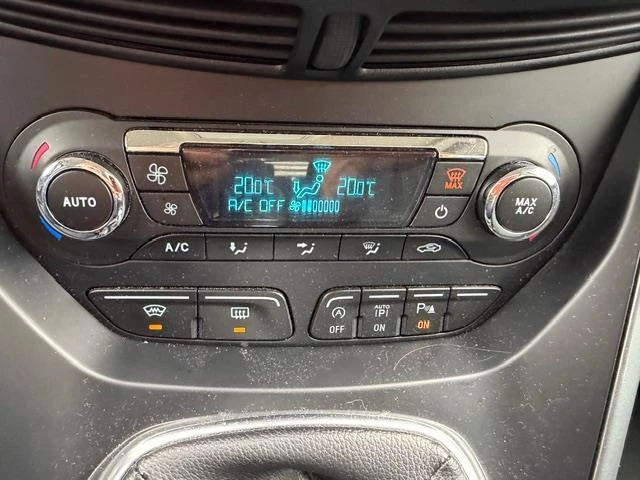 AUTO
20.0°C 20.0°C
A/C OFF
MAX
MAX
A/C
A/C
A
OFF
AUTO
P
ON
P
ON